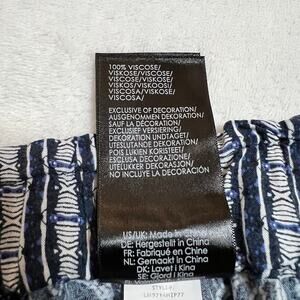 100% VISCOSE/
VISKOSE/VISCOSE/
VISCOSE/VISKOSE/
VISKOS/VISKOOSI/
VISCOSA/VISKOSE/
VISCOSA/
EXCLUSIVE OF DECORATION/
AUSGENOMMEN DEKORATION/
SAUF LA DÉCORATION/
EXCLUSIEF VERSIERING/
DEKORATION UNDTAGET/
UTESLUTANDE DEKORATION/
POIS LUKIEN KORISTEET/
ESCLUSA DECORAZIONE/
UTELUKKER DEKORASJON/
NO INCLUYE LA DECORACIÓN/
US/UK: Made in China
DE: Hergestellt in China
FR: Fabriqué en Chine
NL: Gemaakt in China
DK: Lavet i Kina
SE: Gjord i Kina
STYLE#